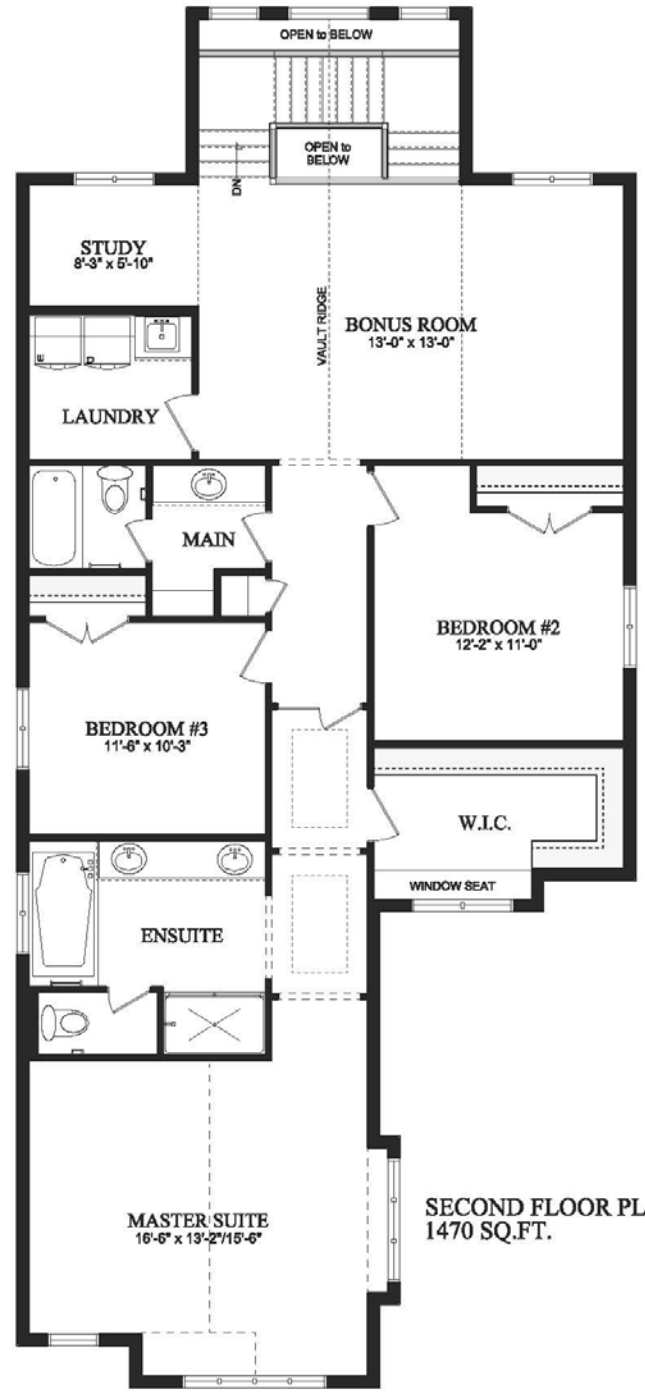 OPEN to BELOW
OPEN to
BELOW
DN
STUDY
8'-3" x 5'-10"
VAULT RIDGE
BONUS ROOM
13'-0" x 13'-0"
D
LAUNDRY
MAIN
BEDROOM #2
12'-2" x 11'-0"
BEDROOM #3
11'-6" x 10'-3"
W.I.C.
WINDOW SEAT
ENSUITE
MASTER SUITE
16'-6" x 13'-2"/15'-6"
SECOND FLOOR PL
1470 SQ.FT.